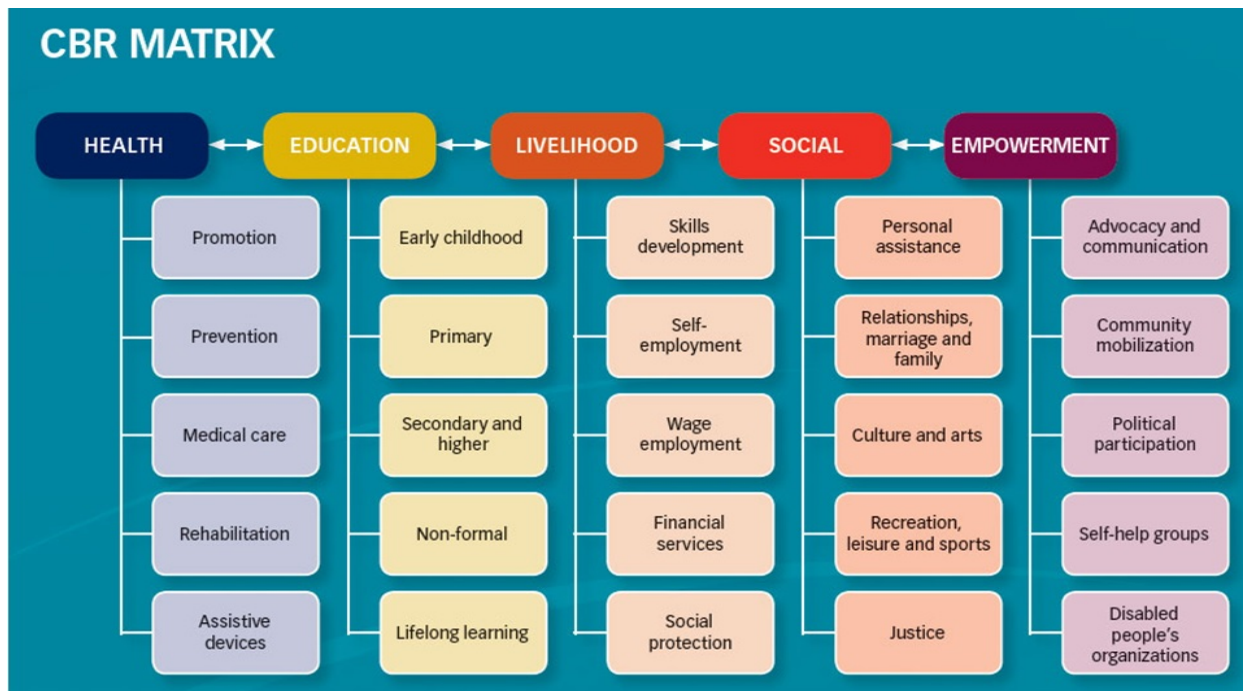 CBR MATRIX
HEALTH
EDUCATION
LIVELIHOOD
SOCIAL
EMPOWERMENT
Promotion
Prevention
Medical care
Rehabilitation
Assistive
devices
Early childhood
Primary
Secondary and
higher
Non-formal
Lifelong learning
Skills
development
Self-
employment
Wage
employment
Financial
services
Social
protection
Personal
assistance
Relationships,
marriage and
family
Culture and arts
Recreation,
leisure and sports
Justice
Advocacy and
communication
Community
mobilization
Political
participation
Self-help groups
Disabled
people’s
organizations